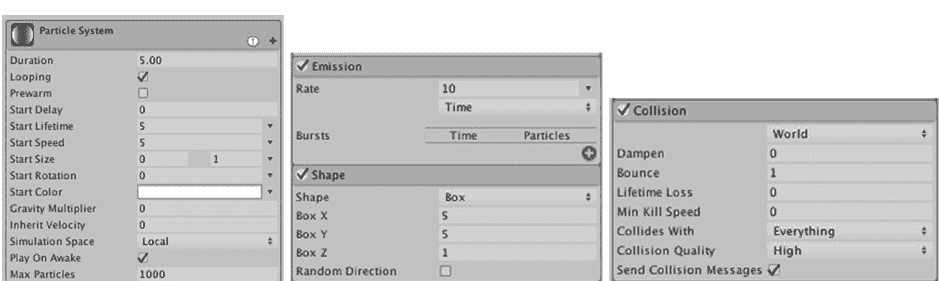 Particle System
Duration 5.00
Looping
Prewarm
Start Delay 0
Start Lifetime 5
Start Speed 5
Start Size 0 1
Start Rotation 0
Start Color
Gravity Multiplier 0
Inherit Velocity 0
Simulation Space Local
Play On Awake
Max Particles 1000
Emission
Rate 10
Time
Bursts Time Particles
Shape
Shape Box
Box X 5
Box Y 5
Box Z 1
Random Direction
Collision
World
Dampen 0
Bounce 1
Lifetime Loss 0
Min Kill Speed 0
Collides With Everything
Collision Quality High
Send Collision Messages